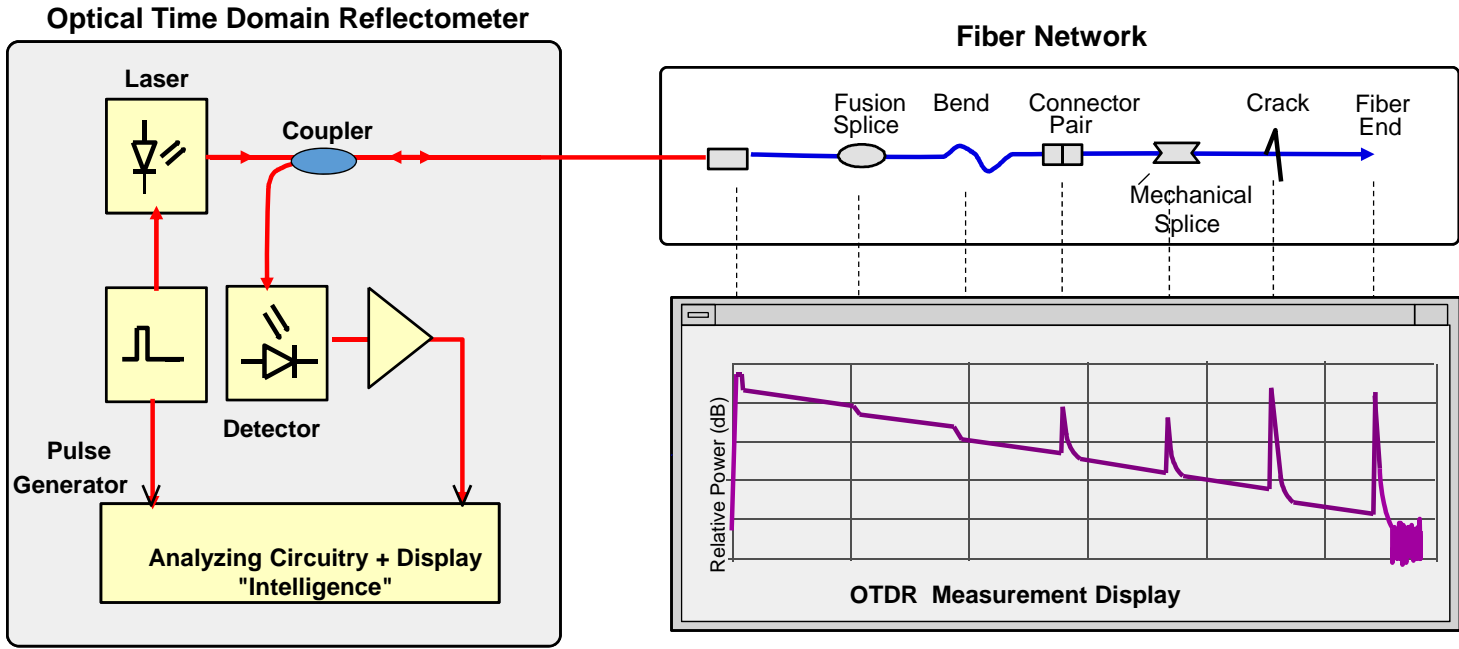 Optical Time Domain Reflectometer
Laser
Coupler
Detector
Pulse
Generator
Analyzing Circuitry + Display
"Intelligence"
Fiber Network
Fusion
Splice
Bend
Connector
Pair
Crack
Fiber
End
Mechanical
Splice
Relative Power (dB)
OTDR Measurement Display